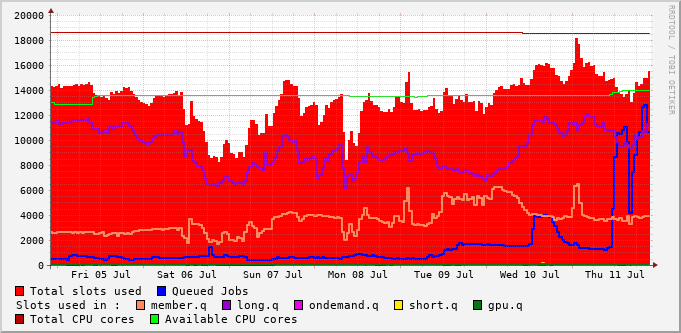 20000
18000
16000
14000
12000
10000
8000
6000
4000
2000
0
Fri 05 Jul Sat 06 Jul Sun 07 Jul Mon 08 Jul Tue 09 Jul Wed 10 Jul Thu 11 Jul
RRDTOOL / TOBI OETIKER
Total slots used Queued Jobs
Slots used in : member.q long.q ondemand.q short.q gpu.q
Total CPU cores Available CPU cores